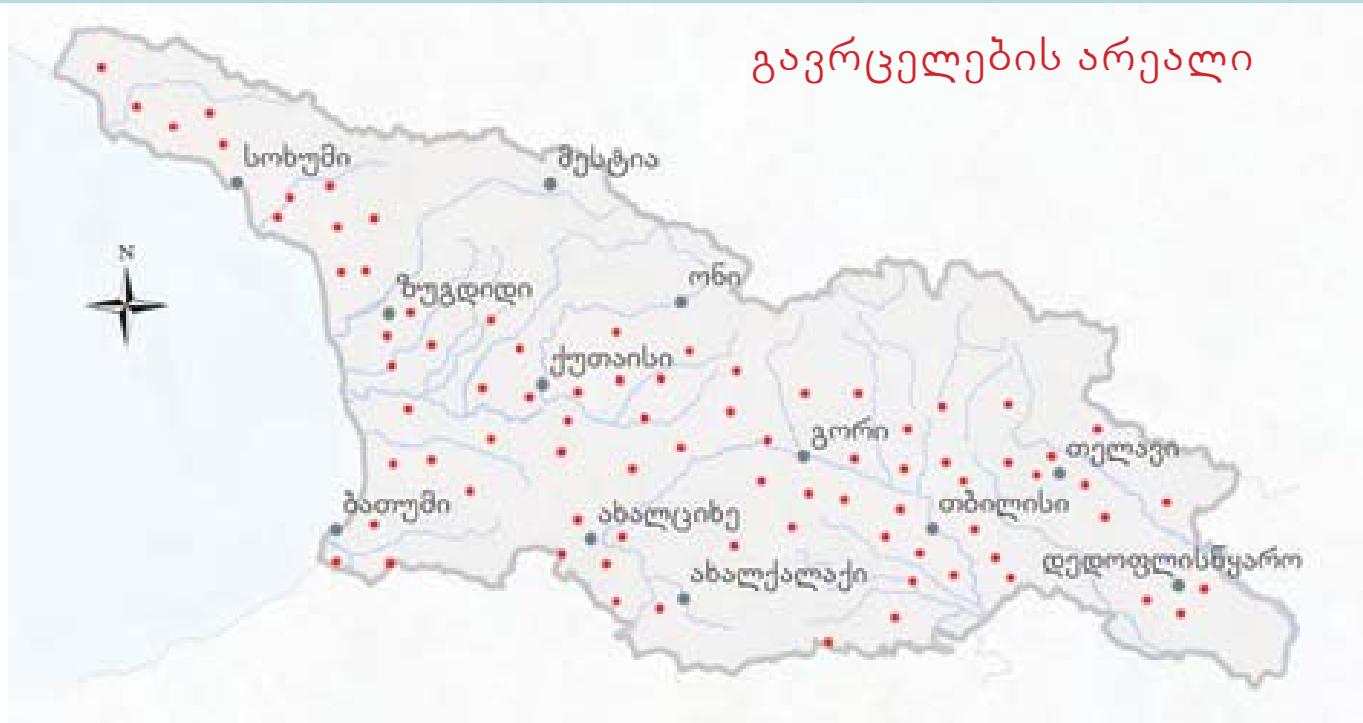 გავრცელების არეალი
სოხუმი
მესტია
N
ონი
ზუგდიდი
ქუთაისი
გორი
თელავი
ბათუმი
ახალციხე
თბილისი
დედოფლისწყარო
ახალქალაქი